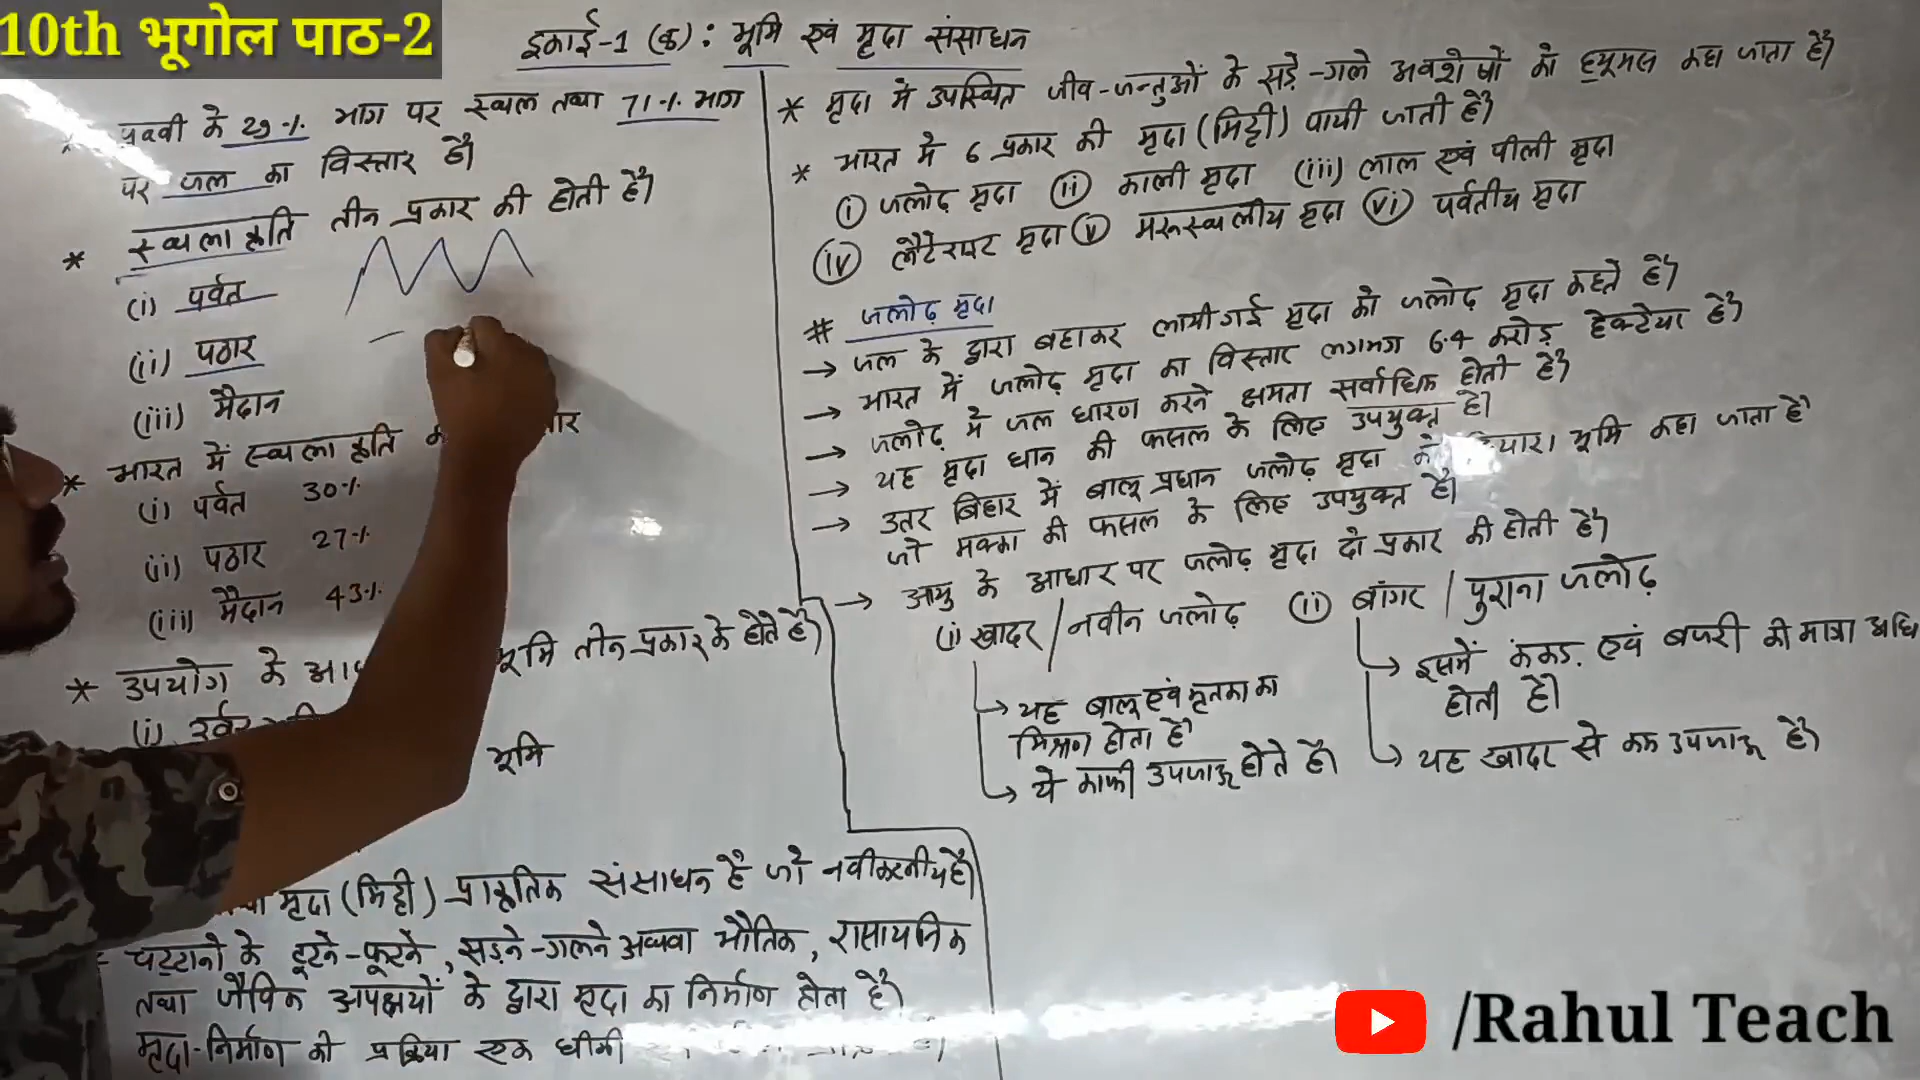 10th भूगोल पाठ-2
इकाई-1 (क) : भूमि एवं मृदा संसाधन
* पृथ्वी के 29% भाग पर स्थल तथा 71% भाग
पर जल का विस्तार है।
* स्थलाकृति तीन प्रकार की होती है।
(i) पर्वत
(ii) पठार
(iii) मैदान
* भारत में स्थलाकृति
(i) पर्वत 30%
(ii) पठार 27%
(iii) मैदान 43%
* उपयोग के भूमि तीन प्रकार के होते हैं।
(i)
भूमि
मृदा (मिट्टी) प्राकृतिक संसाधन है जो नवीकरणीय है।
चट्टानों के टूटने-फूटने, सड़ने-गलने अथवा भौतिक, रासायनिक
तथा जैविक अपक्षयों के द्वारा मृदा का निर्माण होता है।
मृदा-निर्माण की प्रक्रिया एक धीमी
* मृदा में उपस्थित जीव-जन्तुओं के सड़े-गले अवशेषों को ह्यूमस कहा जाता है।
* भारत में 6 प्रकार की मृदा (मिट्टी) पायी जाती है।
(i) जलोढ़ मृदा (ii) काली मृदा (iii) लाल एवं पीली मृदा
(iv) लैटेराइट मृदा (v) मरुस्थलीय मृदा (vi) पर्वतीय मृदा
# जलोढ़ मृदा
→ जल के द्वारा बहाकर लायी गई मृदा को जलोढ़ मृदा कहते हैं।
→ भारत में जलोढ़ मृदा का विस्तार लगभग 6.4 करोड़ हेक्टेयर है।
→ जलोढ़ में जल धारण करने क्षमता सर्वाधिक होती है।
→ यह मृदा धान की फसल के लिए उपयुक्त है।
→ उतर बिहार में बालू प्रधान जलोढ़ मृदा को भूमि कहा जाता है
जो मक्का की फसल के लिए उपयुक्त है।
→ आयु के आधार पर जलोढ़ मृदा दो प्रकार की होती है।
(i) खादर / नवीन जलोढ़ (ii) बांगर / पुराना जलोढ़
→ यह बालू एवं मृतका का
मिश्रण होता है
→ ये काफी उपजाऊ होते हैं।
→ इसमें कंकड़ एवं बजरी की मात्रा अधि
होती है।
→ यह खादर से कम उपजाऊ है।
/Rahul Teach